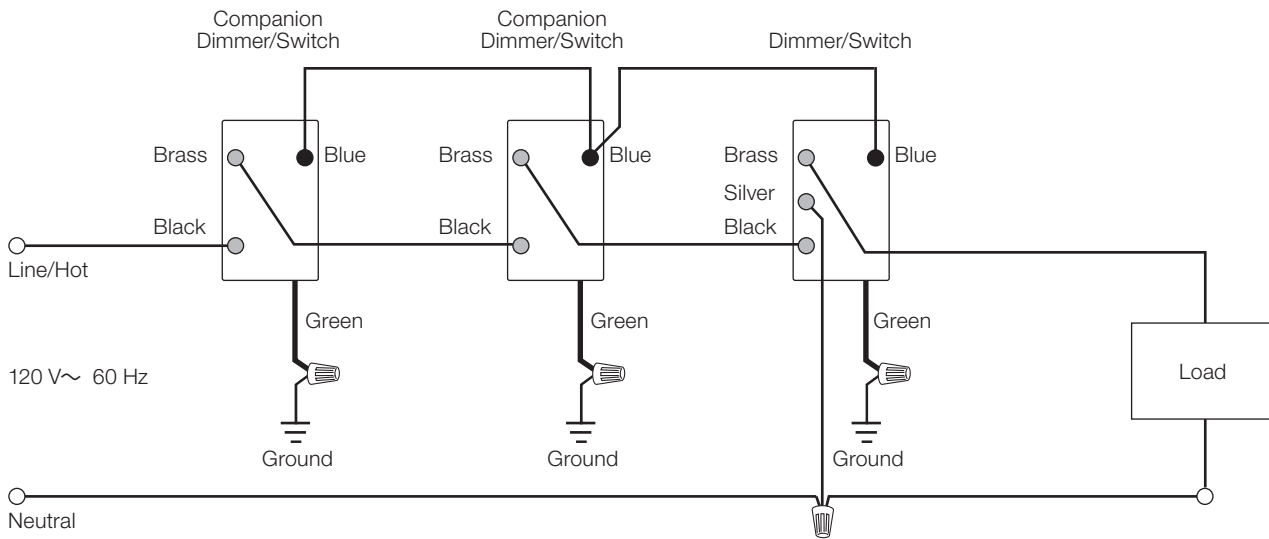 Companion
Dimmer/Switch
Companion
Dimmer/Switch
Dimmer/Switch
Brass
Blue
Brass
Blue
Brass
Blue
Silver
Black
Black
Black
Line/Hot
Green
Green
Green
120 V~ 60 Hz
Load
Ground
Ground
Ground
Neutral